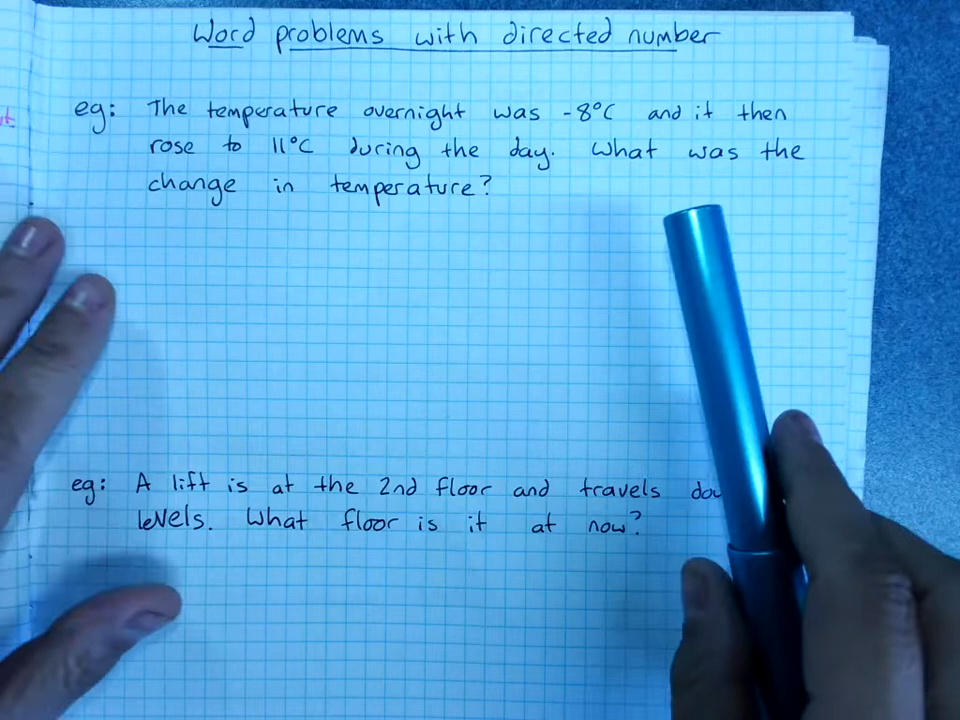 Word problems with directed number
eg: The temperature overnight was -8°C and it then
rose to 11°C during the day. What was the
change in temperature?
eg: A lift is at the 2nd floor and travels
levels. What floor is it at now?